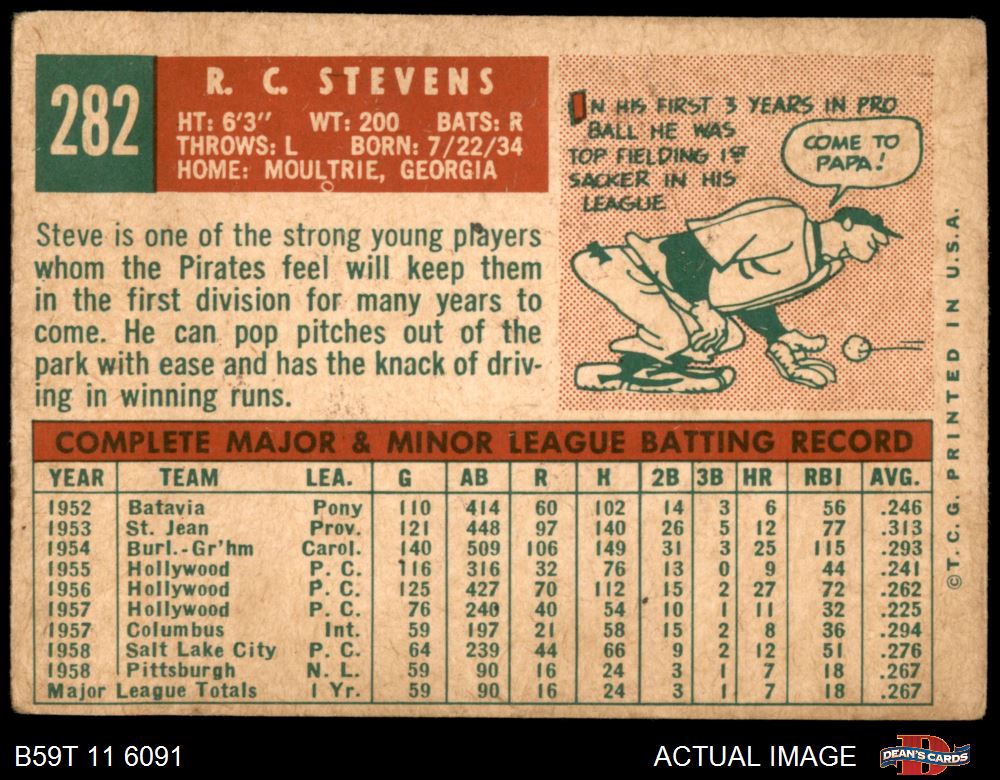 282
R. C. STEVENS
HT: 6'3" WT: 200 BATS: R
THROWS: L BORN: 7/22/34
HOME: MOULTRIE, GEORGIA
Steve is one of the strong young players
whom the Pirates feel will keep them
in the first division for many years to
come. He can pop pitches out of the
park with ease and has the knack of driv-
ing in winning runs.
IN HIS FIRST 3 YEARS IN PRO
BALL HE WAS
TOP FIELDING 1ST
SACKER IN HIS
LEAGUE
COME TO
PAPA!
COMPLETE MAJOR & MINOR LEAGUE BATTING RECORD
YEAR TEAM LEA. G AB R H 2B 3B HR RBI AVG.
1952 Batavia Pony 110 414 60 102 14 3 6 56 .246
1953 St. Jean Prov. 121 448 97 140 26 5 12 77 .313
1954 Burl.-Gr'hm Carol. 140 509 106 149 31 3 25 115 .293
1955 Hollywood P. C. 116 316 32 76 13 0 9 44 .241
1956 Hollywood P. C. 125 427 70 112 15 2 27 72 .262
1957 Hollywood P. C. 76 240 40 54 10 1 11 32 .225
1957 Columbus Int. 59 197 21 58 15 2 8 36 .294
1958 Salt Lake City P. C. 64 239 44 66 9 2 12 51 .276
1958 Pittsburgh N. L. 59 90 16 24 3 1 7 18 .267
Major League Totals 1 Yr. 59 90 16 24 3 1 7 18 .267
©T. C. G. PRINTED IN U.S.A.
B59T 11 6091
ACTUAL IMAGE
D
DEAN'S CARDS